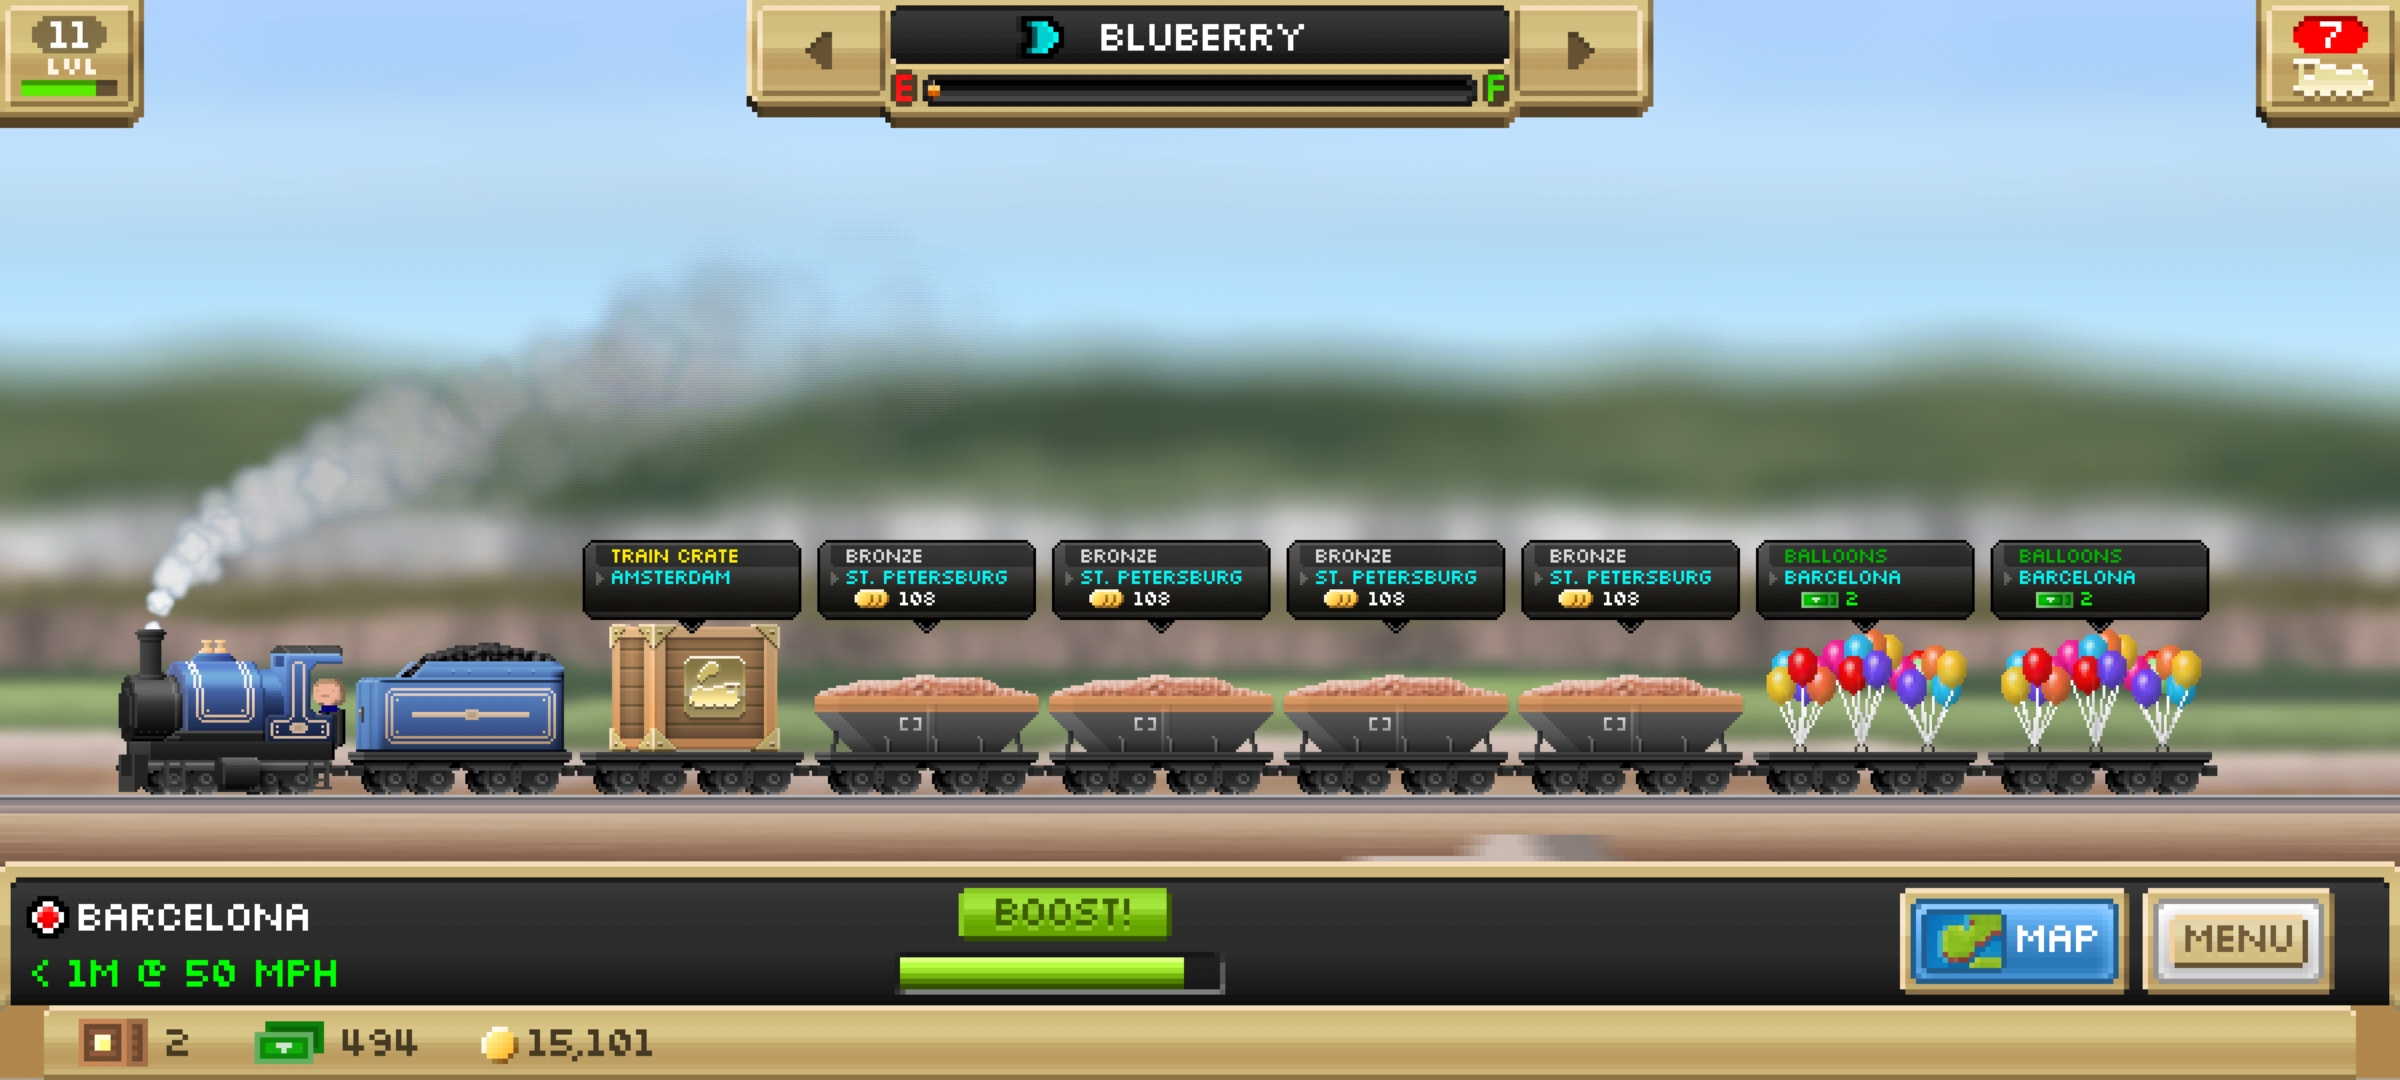 11
LVL
BLUBERRY
E F
7
TRAIN CRATE
AMSTERDAM
BRONZE
ST. PETERSBURG
108
BRONZE
ST. PETERSBURG
108
BRONZE
ST. PETERSBURG
108
BRONZE
ST. PETERSBURG
108
BALLOONS
BARCELONA
2
BALLOONS
BARCELONA
2
BARCELONA
< 1M @ 50 MPH
BOOST!
MAP
MENU
2
494
15,101